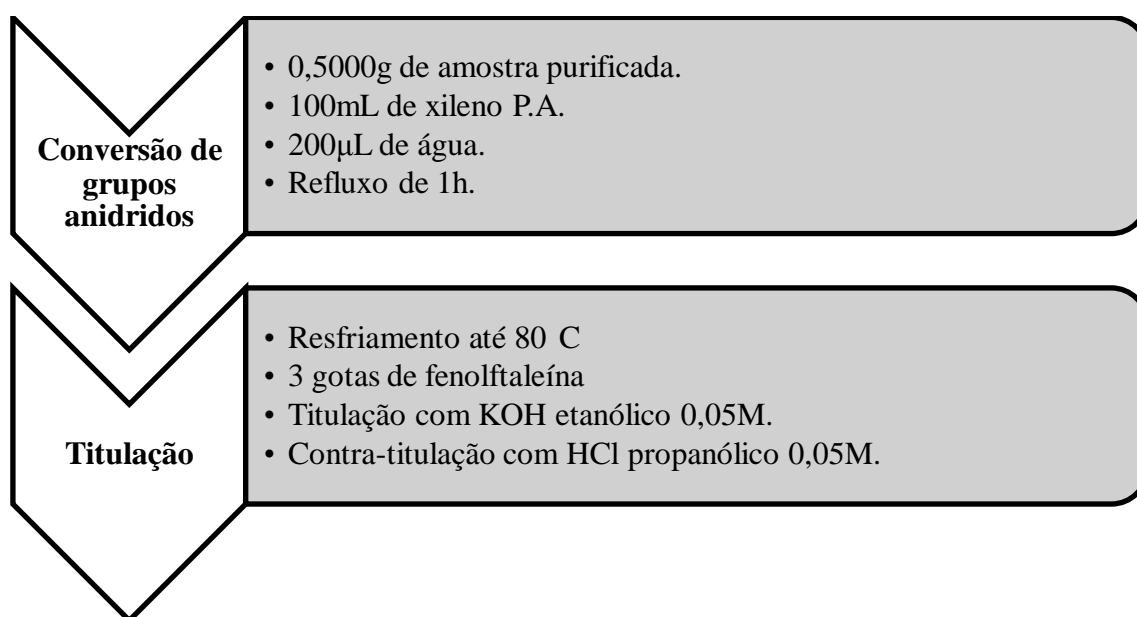 Conversão de
grupos
anidridos
• 0,5000g de amostra purificada.
• 100mL de xileno P.A.
• 200μL de água.
• Refluxo de 1h.
Titulação
• Resfriamento até 80 C
• 3 gotas de fenolftaleína
• Titulação com KOH etanólico 0,05M.
• Contra-titulação com HCl propanólico 0,05M.